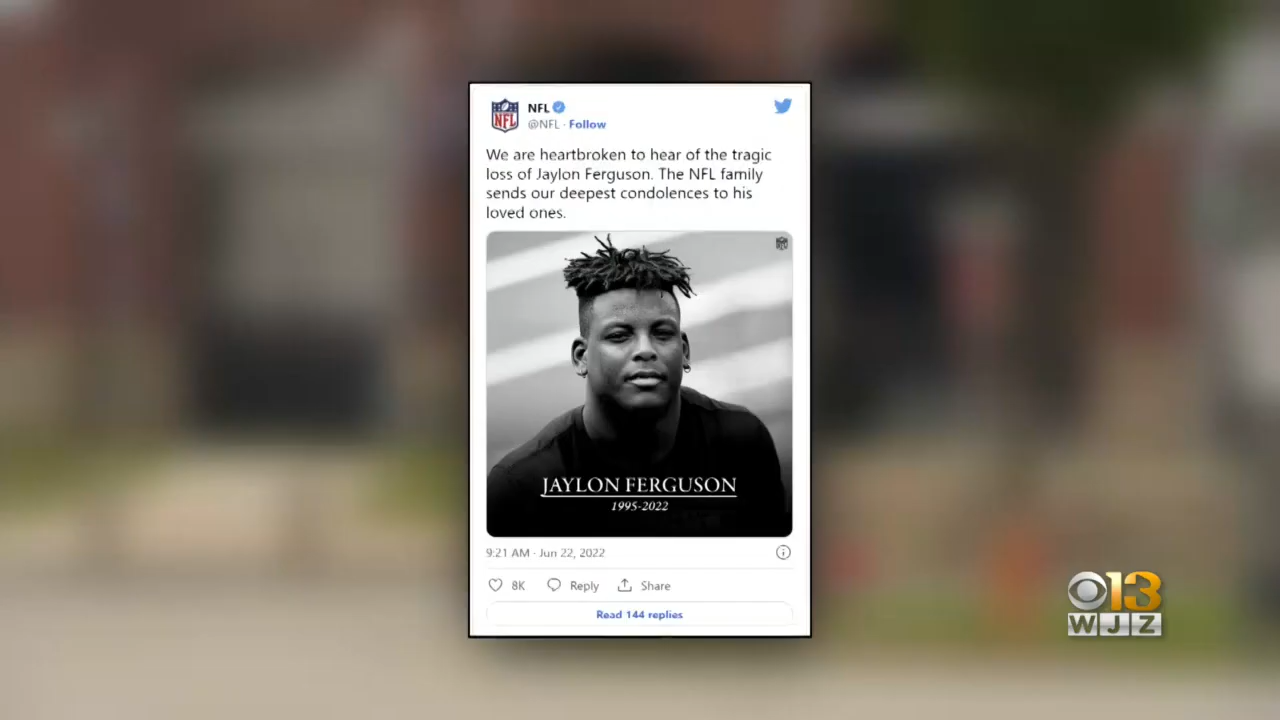 NFL
NFL
@NFL · Follow
We are heartbroken to hear of the tragic
loss of Jaylon Ferguson. The NFL family
sends our deepest condolences to his
loved ones.
NFL
JAYLON FERGUSON
1995-2022
9:21 AM · Jun 22, 2022
8K
Reply
Share
Read 144 replies
13
WJZ